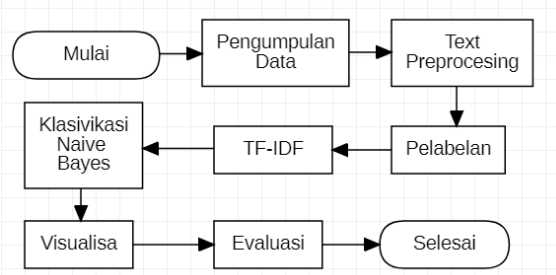 Mulai
Pengumpulan
Data
Text
Preprocesing
Pelabelan
TF-IDF
Klasivikasi
Naive
Bayes
Visualisa
Evaluasi
Selesai